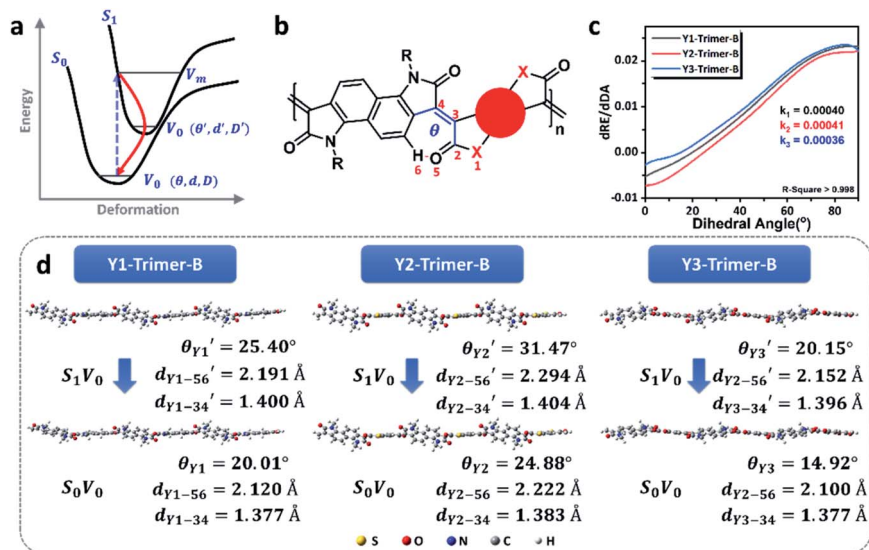 a
S₁
S₀
Vₘ
V₀ (θ′, d′, D′)
V₀ (θ, d, D)
Energy
Deformation
b
R
N
O
X
O
4
3
θ
n
O
N
R
H
6
O
5
2
X
1
O
c
Y1-Trimer-B
Y2-Trimer-B
Y3-Trimer-B
0.02
0.01
0.00
-0.01
dRE/dDA
k₁ = 0.00040
k₂ = 0.00041
k₃ = 0.00036
R-Square > 0.998
0 20 40 60 80
Dihedral Angle(°)
d
Y1-Trimer-B
θY1′ = 25.40°
S₁V₀
dY1−56′ = 2.191 Å
dY1−34′ = 1.400 Å
θY1 = 20.01°
S₀V₀
dY1−56 = 2.120 Å
dY1−34 = 1.377 Å
Y2-Trimer-B
θY2′ = 31.47°
S₁V₀
dY2−56′ = 2.294 Å
dY2−34′ = 1.404 Å
θY2 = 24.88°
S₀V₀
dY2−56 = 2.222 Å
dY2−34 = 1.383 Å
Y3-Trimer-B
θY3′ = 20.15°
S₁V₀
dY2−56′ = 2.152 Å
dY3−34′ = 1.396 Å
θY3 = 14.92°
S₀V₀
dY2−56 = 2.100 Å
dY3−34 = 1.377 Å
S O N C H